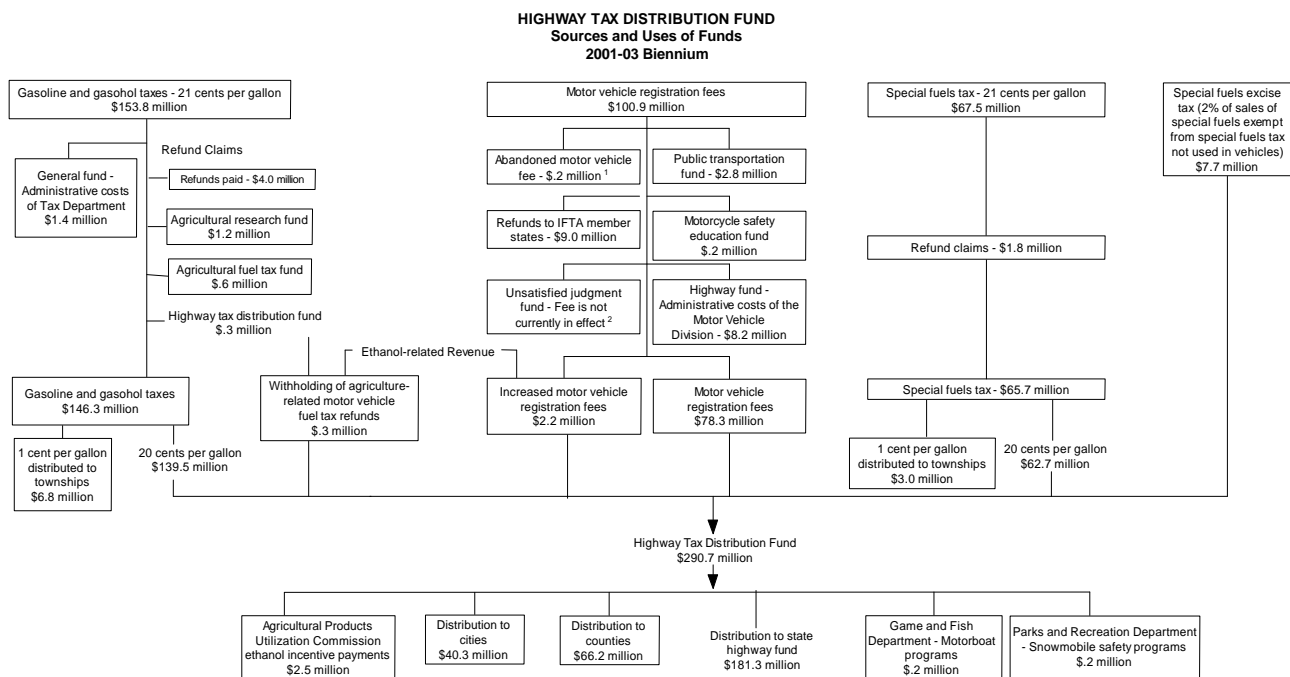 HIGHWAY TAX DISTRIBUTION FUND
Sources and Uses of Funds
2001-03 Biennium
Gasoline and gasohol taxes - 21 cents per gallon
$153.8 million
Motor vehicle registration fees
$100.9 million
Special fuels tax - 21 cents per gallon
$67.5 million
Special fuels excise
tax (2% of sales of
special fuels exempt
from special fuels tax
not used in vehicles)
$7.7 million
Refund Claims
General fund -
Administrative costs
of Tax Department
$1.4 million
Refunds paid - $4.0 million
Agricultural research fund
$1.2 million
Agricultural fuel tax fund
$.6 million
Highway tax distribution fund
$.3 million
Abandoned motor vehicle
fee - $.2 million 1
Public transportation
fund - $2.8 million
Refunds to IFTA member
states - $9.0 million
Motorcycle safety
education fund
$.2 million
Unsatisfied judgment
fund - Fee is not
currently in effect 2
Highway fund -
Administrative costs of the
Motor Vehicle
Division - $8.2 million
Refund claims - $1.8 million
Ethanol-related Revenue
Gasoline and gasohol taxes
$146.3 million
Withholding of agriculture-
related motor vehicle
fuel tax refunds
$.3 million
Increased motor vehicle
registration fees
$2.2 million
Motor vehicle
registration fees
$78.3 million
Special fuels tax - $65.7 million
1 cent per gallon
distributed to
townships
$6.8 million
20 cents per gallon
$139.5 million
1 cent per gallon
distributed to townships
$3.0 million
20 cents per gallon
$62.7 million
Highway Tax Distribution Fund
$290.7 million
Agricultural Products
Utilization Commission
ethanol incentive payments
$2.5 million
Distribution to
cities
$40.3 million
Distribution to
counties
$66.2 million
Distribution to state
highway fund
$181.3 million
Game and Fish
Department - Motorboat
programs
$.2 million
Parks and Recreation Department
- Snowmobile safety programs
$.2 million